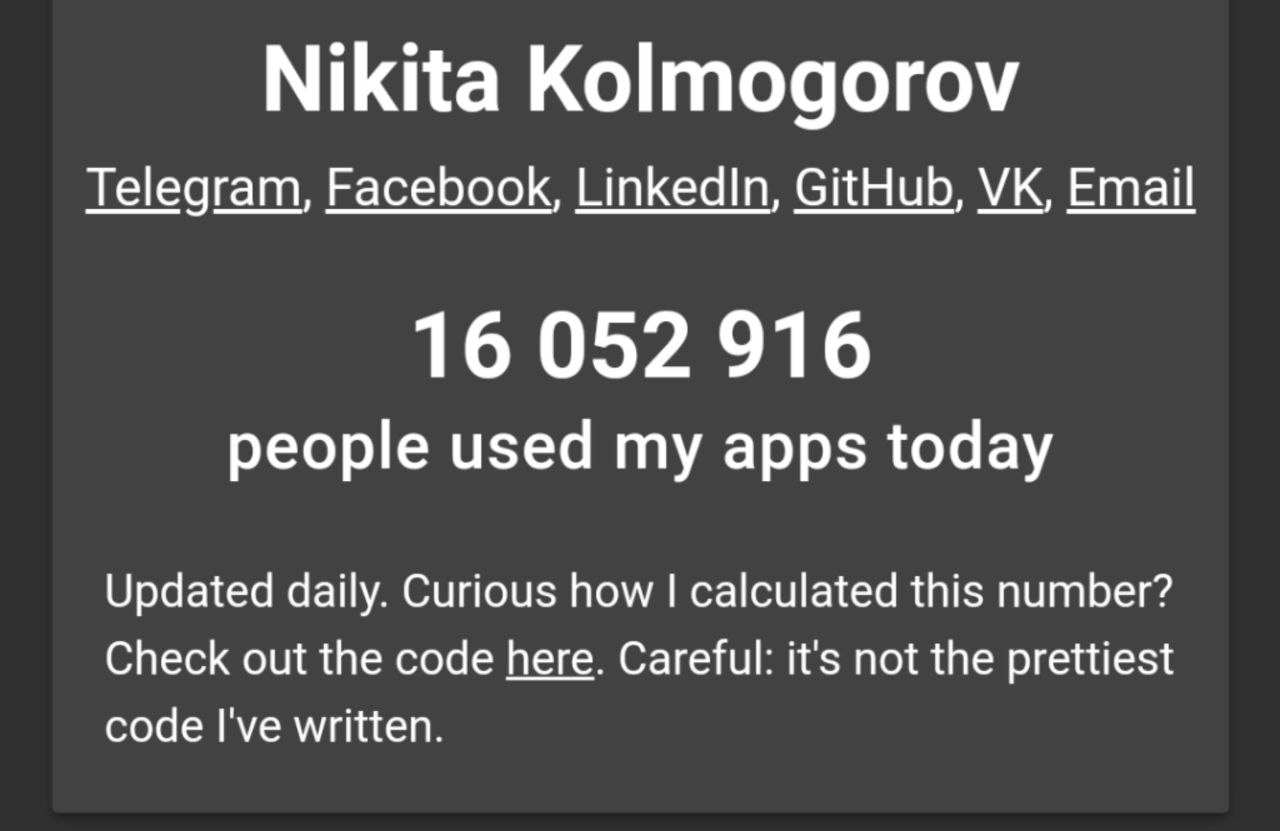 Nikita Kolmogorov
Telegram, Facebook, LinkedIn, GitHub, VK, Email
16 052 916
people used my apps today
Updated daily. Curious how I calculated this number?
Check out the code here. Careful: it's not the prettiest
code I've written.